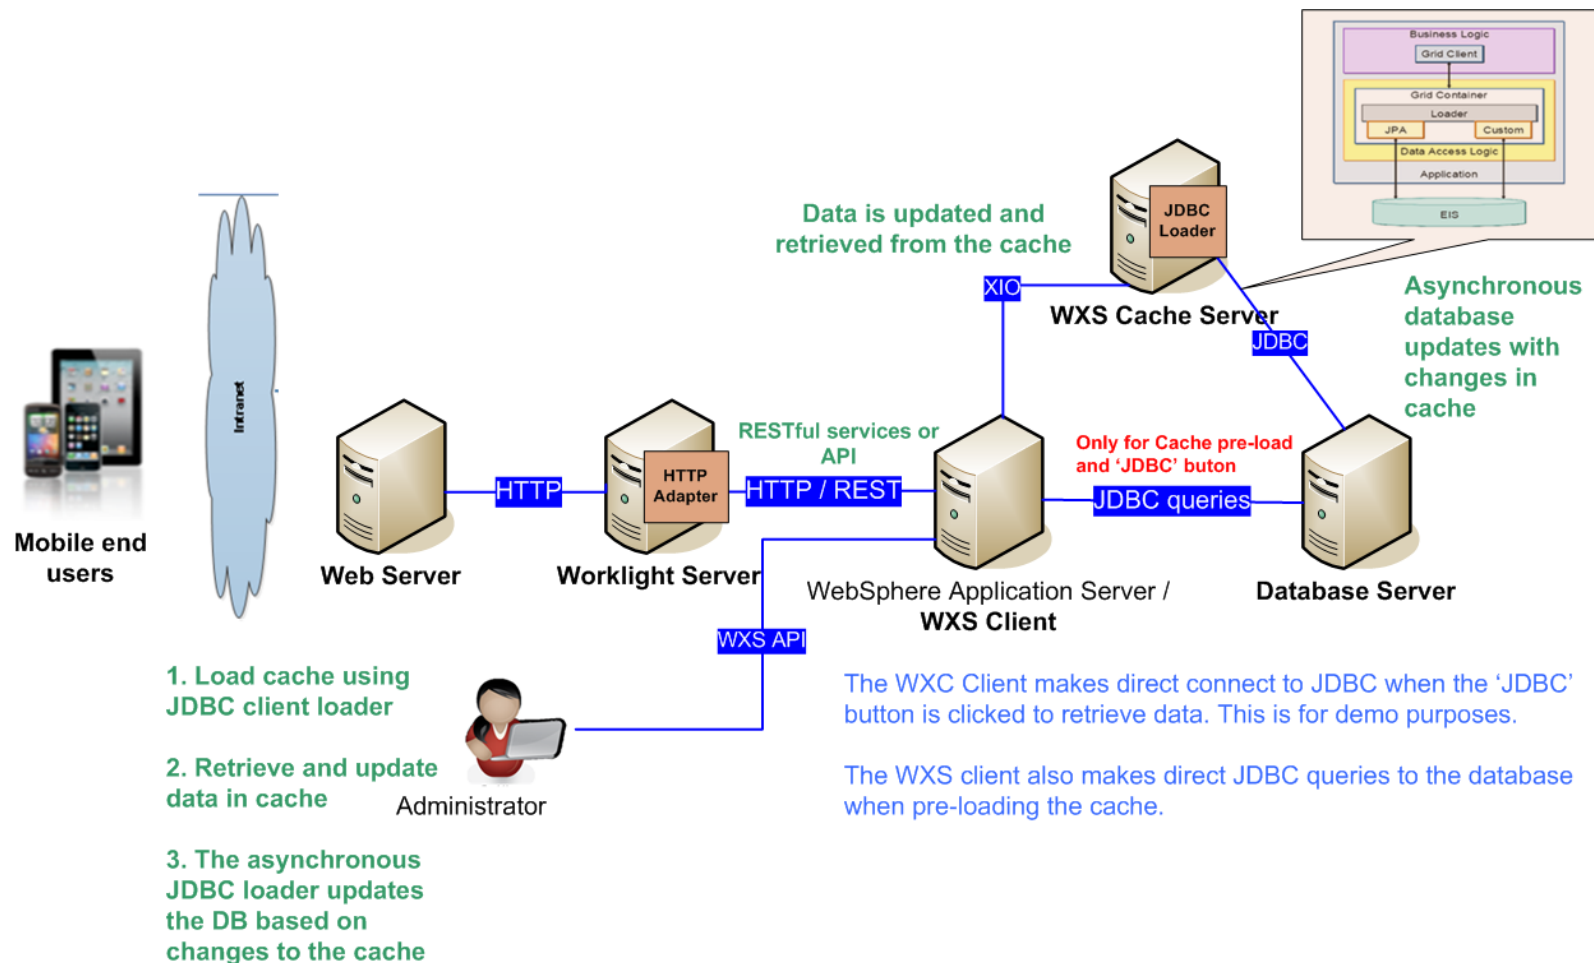 Business Logic
Grid Client
Grid Container
Loader
JPA
Custom
Data Access Logic
Application
EIS
Data is updated and
retrieved from the cache
JDBC
Loader
XIO
WXS Cache Server
JDBC
Asynchronous
database
updates with
changes in
cache
Intranet
Mobile end
users
Web Server
HTTP
HTTP
Adapter
Worklight Server
RESTful services or
API
HTTP / REST
WebSphere Application Server /
WXS Client
Only for Cache pre-load
and ‘JDBC’ buton
JDBC queries
Database Server
WXS API
Administrator
1. Load cache using
JDBC client loader
2. Retrieve and update
data in cache
3. The asynchronous
JDBC loader updates
the DB based on
changes to the cache
The WXC Client makes direct connect to JDBC when the ‘JDBC’
button is clicked to retrieve data. This is for demo purposes.
The WXS client also makes direct JDBC queries to the database
when pre-loading the cache.